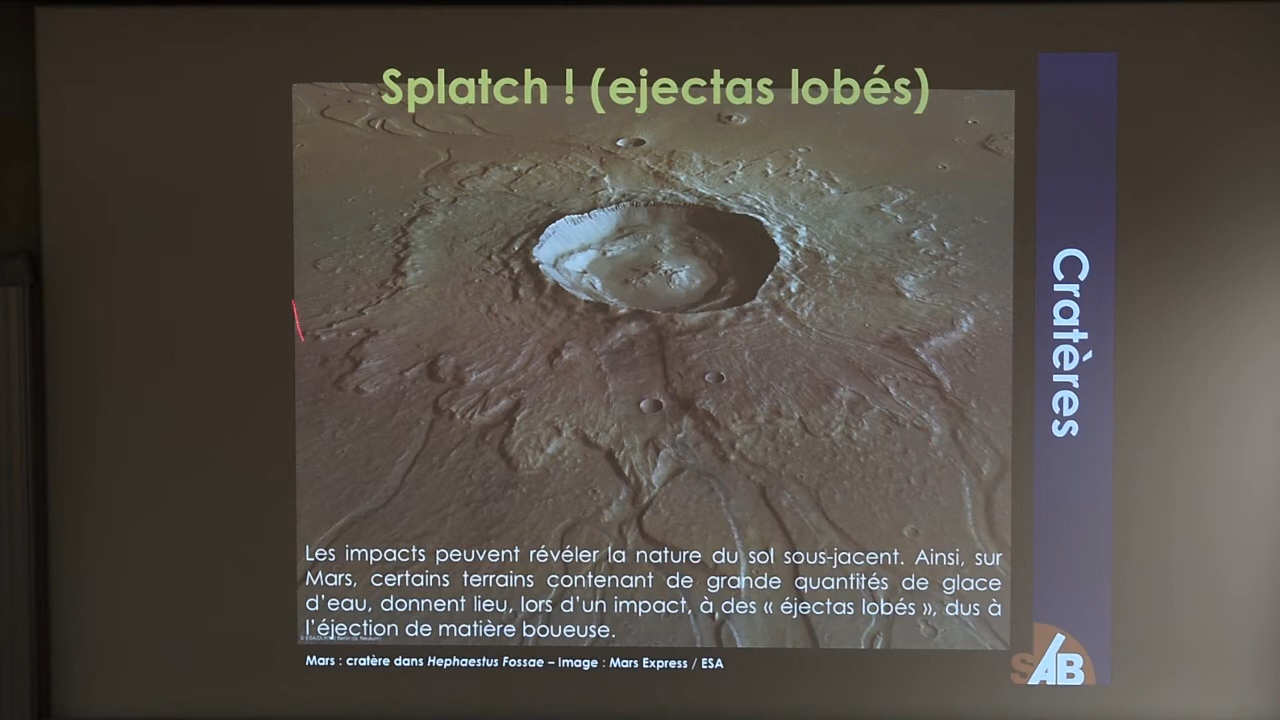 Splatch ! (ejectas lobés)
Cratères
Les impacts peuvent révéler la nature du sol sous-jacent. Ainsi, sur
Mars, certains terrains contenant de grande quantités de glace
d'eau, donnent lieu, lors d'un impact, à des « éjectas lobés », dus à
l'éjection de matière boueuse.
Mars : cratère dans Hephaestus Fossae – Image : Mars Express / ESA
SAB